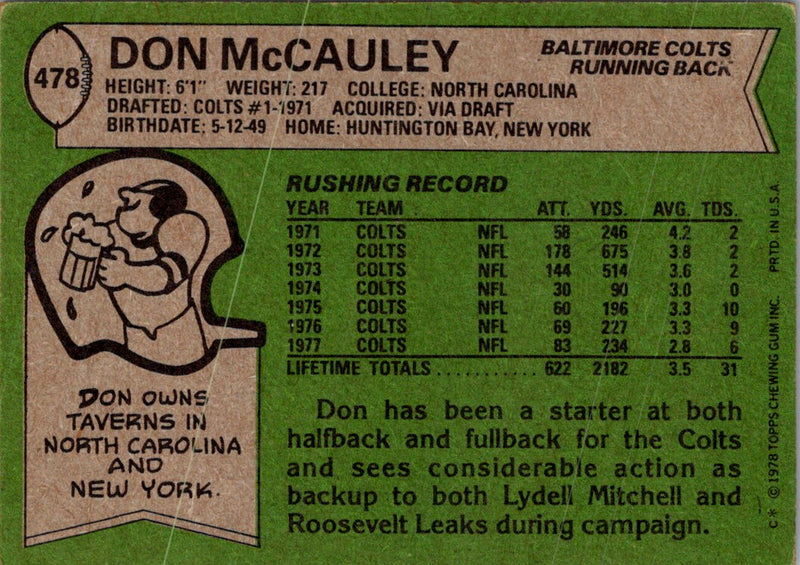 478
DON McCAULEY
BALTIMORE COLTS
RUNNING BACK
HEIGHT: 6'1" WEIGHT: 217 COLLEGE: NORTH CAROLINA
DRAFTED: COLTS #1-1971 ACQUIRED: VIA DRAFT
BIRTHDATE: 5-12-49 HOME: HUNTINGTON BAY, NEW YORK
RUSHING RECORD
YEAR TEAM ATT. YDS. AVG. TDS.
1971 COLTS NFL 58 246 4.2 2
1972 COLTS NFL 178 675 3.8 2
1973 COLTS NFL 144 514 3.6 2
1974 COLTS NFL 30 90 3.0 0
1975 COLTS NFL 60 196 3.3 10
1976 COLTS NFL 69 227 3.3 9
1977 COLTS NFL 83 234 2.8 6
LIFETIME TOTALS........... 622 2182 3.5 31
DON OWNS
TAVERNS IN
NORTH CAROLINA
AND
NEW YORK.
Don has been a starter at both
halfback and fullback for the Colts
and sees considerable action as
backup to both Lydell Mitchell and
Roosevelt Leaks during campaign.
C* © 1978 TOPPS CHEWING GUM INC. PRTD. IN U.S.A.